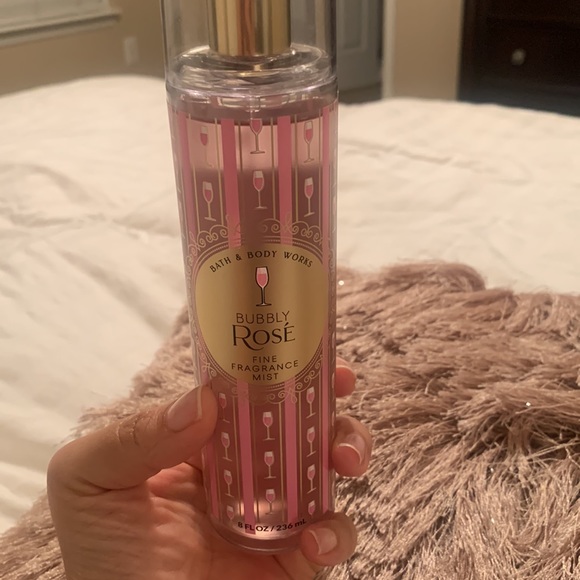 BATH & BODY WORKS
BUBBLY
ROSÉ
FINE
FRAGRANCE
MIST
8 FL OZ / 236 mL